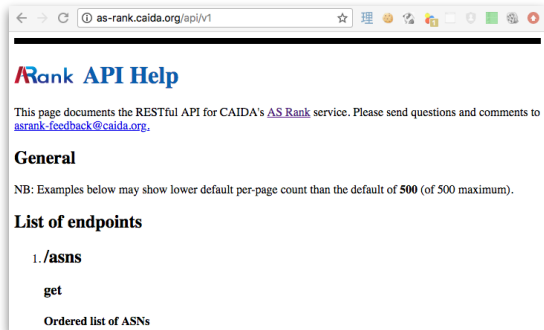 as-rank.caida.org/api/v1
理
ARank API Help
This page documents the RESTful API for CAIDA's AS Rank service. Please send questions and comments to
asrank-feedback@caida.org.
General
NB: Examples below may show lower default per-page count than the default of 500 (of 500 maximum).
List of endpoints
1. /asns
get
Ordered list of ASNs